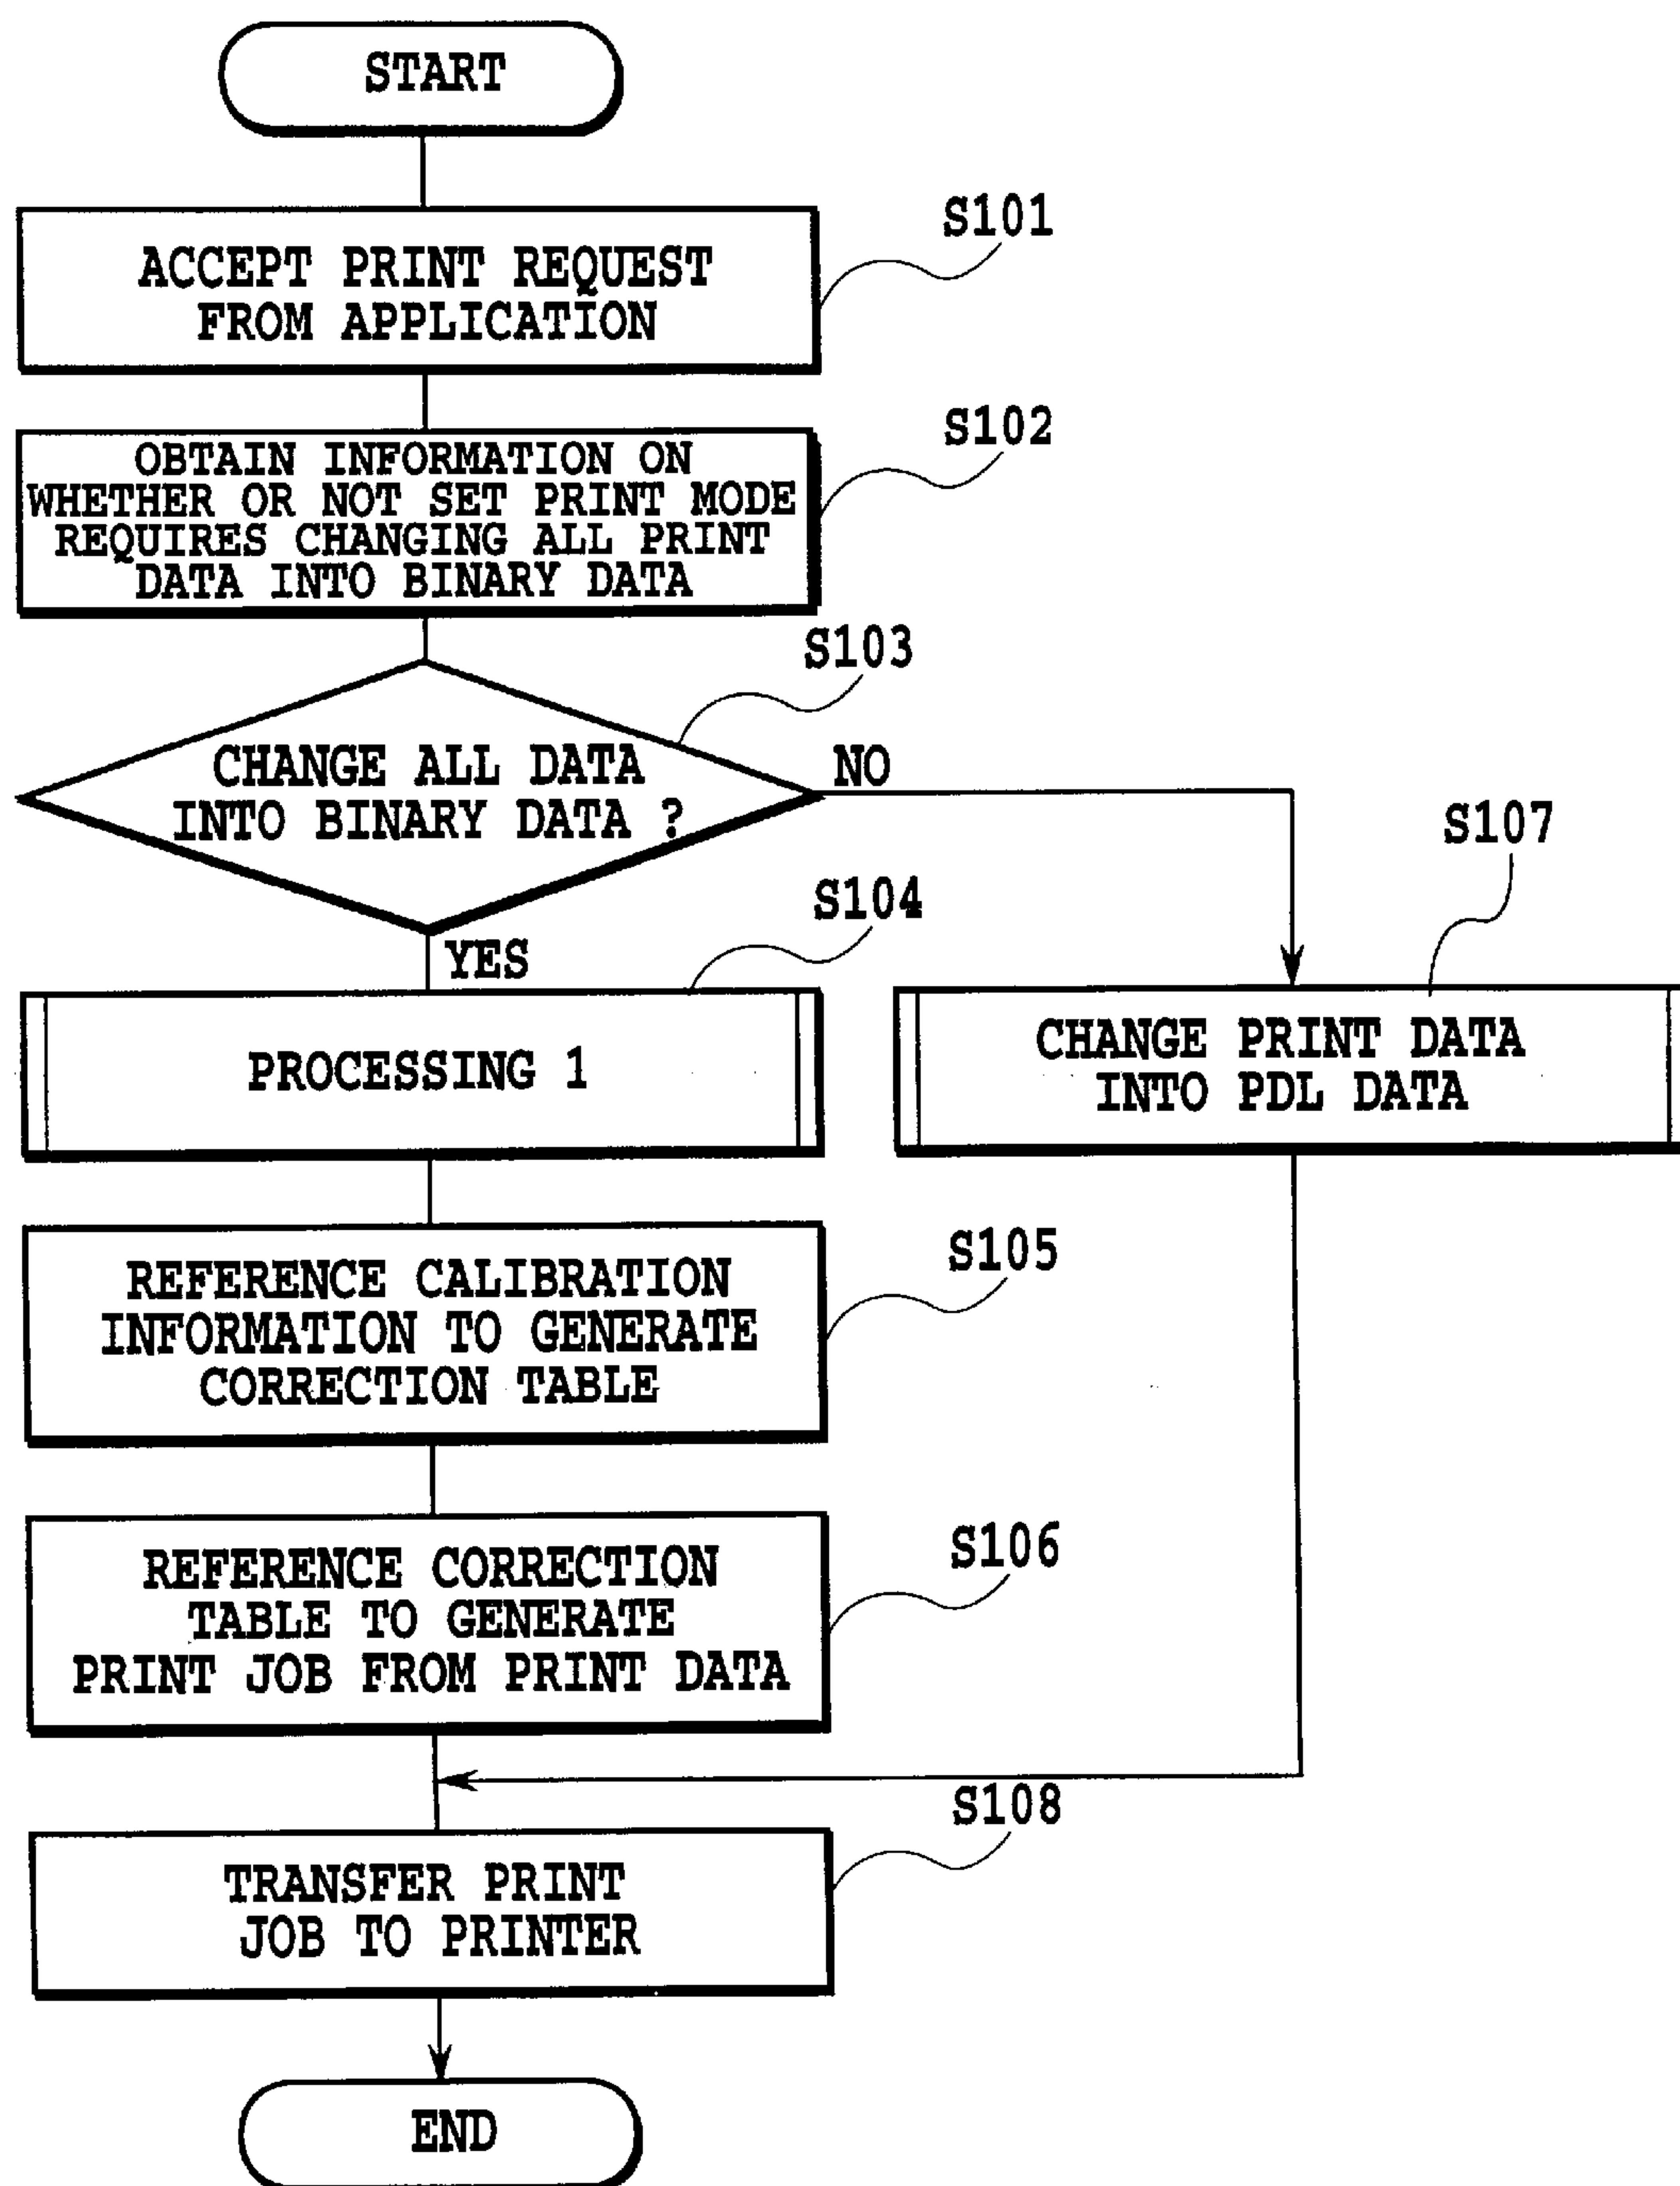 START
S101
ACCEPT PRINT REQUEST
FROM APPLICATION
S102
OBTAIN INFORMATION ON
WHETHER OR NOT SET PRINT MODE
REQUIRES CHANGING ALL PRINT
DATA INTO BINARY DATA
S103
CHANGE ALL DATA
INTO BINARY DATA ?
NO
YES
S104
PROCESSING 1
S107
CHANGE PRINT DATA
INTO PDL DATA
S105
REFERENCE CALIBRATION
INFORMATION TO GENERATE
CORRECTION TABLE
S106
REFERENCE CORRECTION
TABLE TO GENERATE
PRINT JOB FROM PRINT DATA
S108
TRANSFER PRINT
JOB TO PRINTER
END